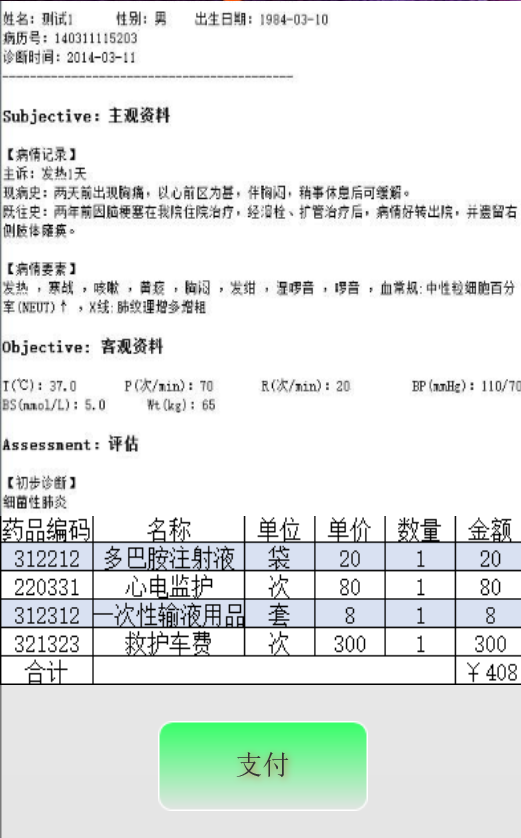 姓名: 测试1 性别: 男 出生日期: 1984-03-10
病历号: 140311115203
诊断时间: 2014-03-11
Subjective: 主观资料
【病情记录】
主诉: 发热1天
现病史: 两天前出现胸痛，以心前区为甚，伴胸闷，稍事休息后可缓解。
既往史: 两年前因脑梗塞在我院住院治疗，经溶栓、扩管治疗后，病情好转出院，并遗留右
侧肢体瘫痪。
【病情要素】
发热 ，寒战 ，咳嗽 ，黄痰 ，胸闷 ，发绀 ，湿啰音 ，啰音 ，血常规:中性粒细胞百分
率(NEUT)↑ ，X线:肺纹理增多增粗
Objective: 客观资料
T(℃): 37.0 P(次/min): 70 R(次/min): 20 BP(mmHg): 110/70
BS(mmol/L): 5.0 Wt(kg): 65
Assessment: 评估
【初步诊断】
细菌性肺炎
药品编码 名称 单位 单价 数量 金额
312212 多巴胺注射液 袋 20 1 20
220331 心电监护 次 80 1 80
312312 一次性输液用品 套 8 1 8
321323 救护车费 次 300 1 300
合计 ￥408
支付